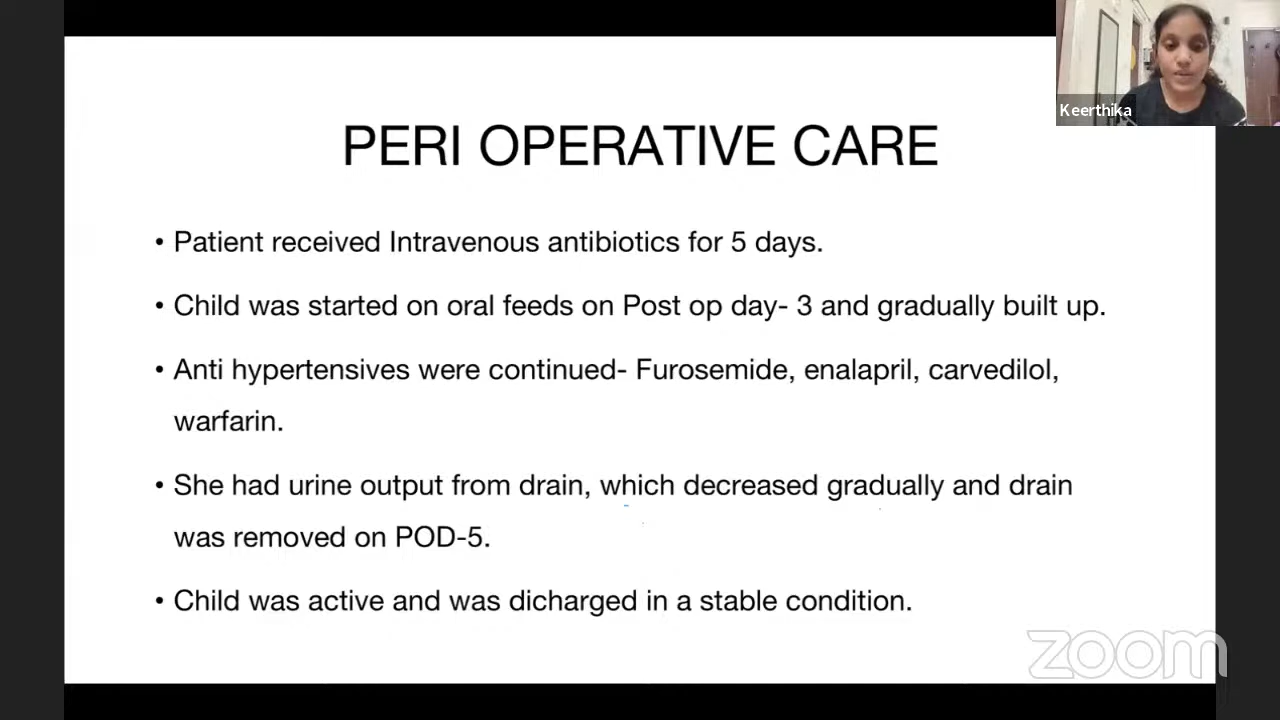 Keerthika
PERI OPERATIVE CARE
• Patient received Intravenous antibiotics for 5 days.
• Child was started on oral feeds on Post op day- 3 and gradually built up.
• Anti hypertensives were continued- Furosemide, enalapril, carvedilol,
warfarin.
• She had urine output from drain, which decreased gradually and drain
was removed on POD-5.
• Child was active and was dicharged in a stable condition.
zoom